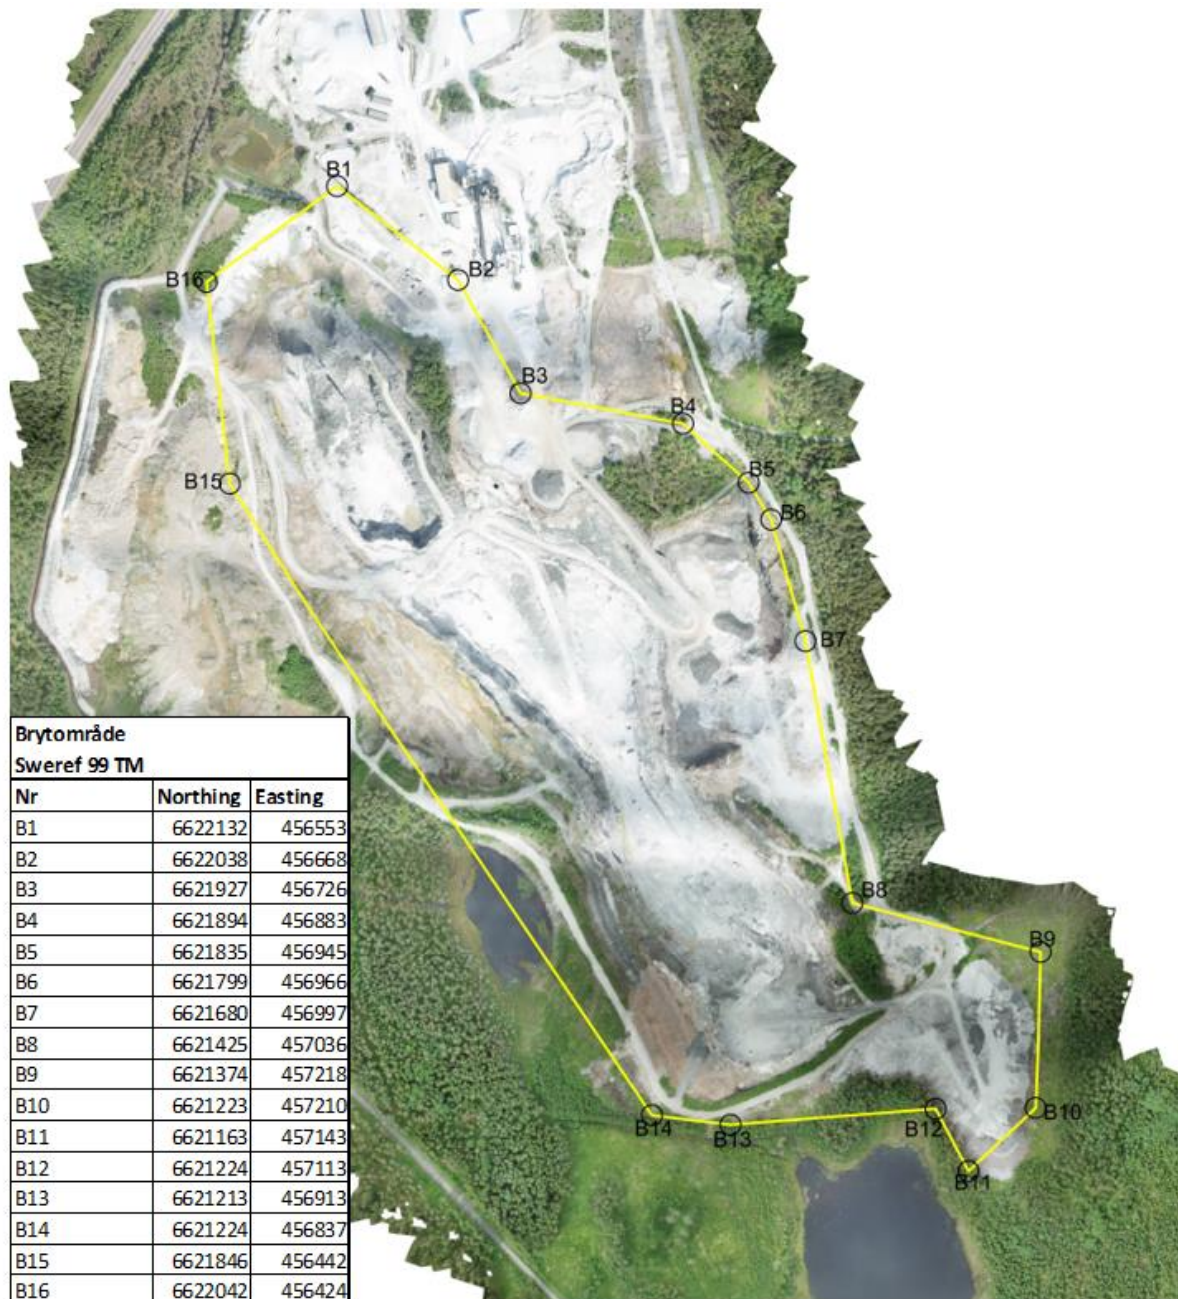 B1
B2
B16
B3
B4
B15
B5
B6
B7
B8
B9
B10
B14
B13
B12
B11
Brytområde
Sweref 99 TM
Nr Northing Easting
B1 6622132 456553
B2 6622038 456668
B3 6621927 456726
B4 6621894 456883
B5 6621835 456945
B6 6621799 456966
B7 6621680 456997
B8 6621425 457036
B9 6621374 457218
B10 6621223 457210
B11 6621163 457143
B12 6621224 457113
B13 6621213 456913
B14 6621224 456837
B15 6621846 456442
B16 6622042 456424